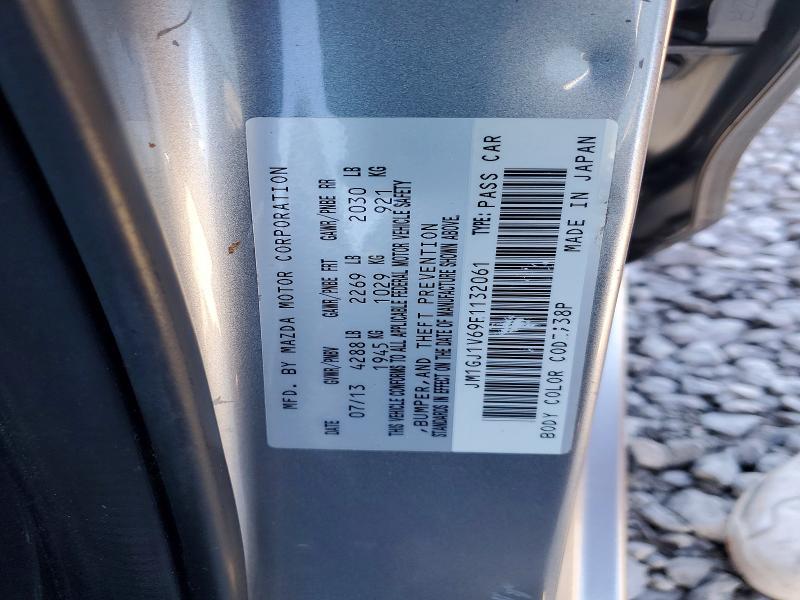 MFD. BY MAZDA MOTOR CORPORATION
DATE GVWR/PNBV GAWR/PNBE FRT GAWR/PNBE RR
07/13 4288 LB 2269 LB 2030 LB
1945 KG 1029 KG 921 KG
THIS VEHICLE CONFORMS TO ALL APPLICABLE FEDERAL MOTOR VEHICLE SAFETY
,BUMPER,AND THEFT PREVENTION
STANDARDS IN EFFECT ON THE DATE OF MANUFACTURE SHOWN ABOVE
JM1GJ1V69F1132061 TYPE:PASS CAR
BODY COLOR CODE;38P MADE IN JAPAN